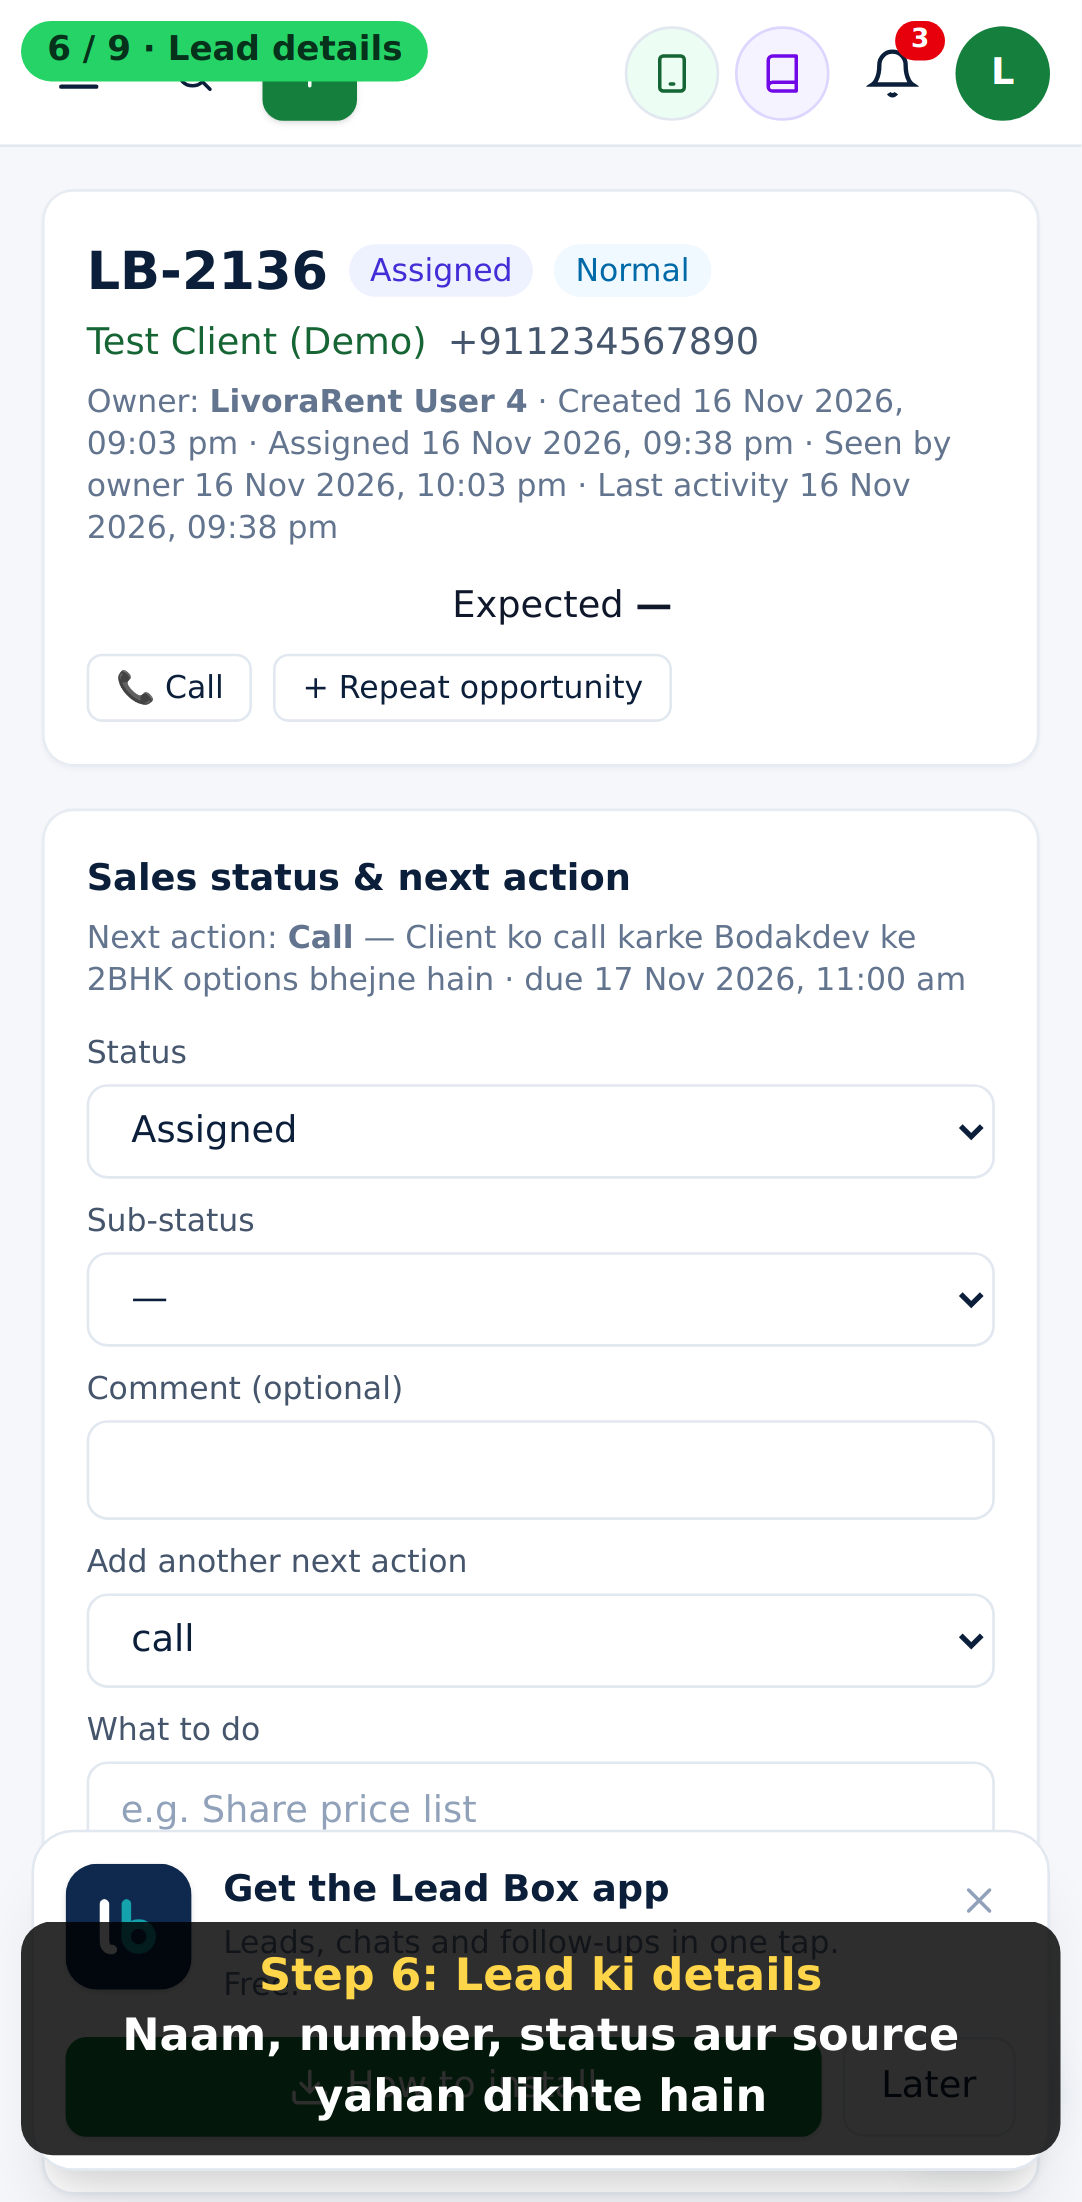 6 / 9 · Lead details
3
L
LB-2136 Assigned Normal
Test Client (Demo) +911234567890
Owner: LivoraRent User 4 · Created 16 Nov 2026,
09:03 pm · Assigned 16 Nov 2026, 09:38 pm · Seen by
owner 16 Nov 2026, 10:03 pm · Last activity 16 Nov
2026, 09:38 pm
Expected —
📞 Call
+ Repeat opportunity
Sales status & next action
Next action: Call — Client ko call karke Bodakdev ke
2BHK options bhejne hain · due 17 Nov 2026, 11:00 am
Status
Assigned
Sub-status
—
Comment (optional)
Add another next action
call
What to do
e.g. Share price list
lb
Get the Lead Box app
Leads, chats and follow-ups in one tap.
Free.
Step 6: Lead ki details
Naam, number, status aur source
yahan dikhte hain
How to install
Later